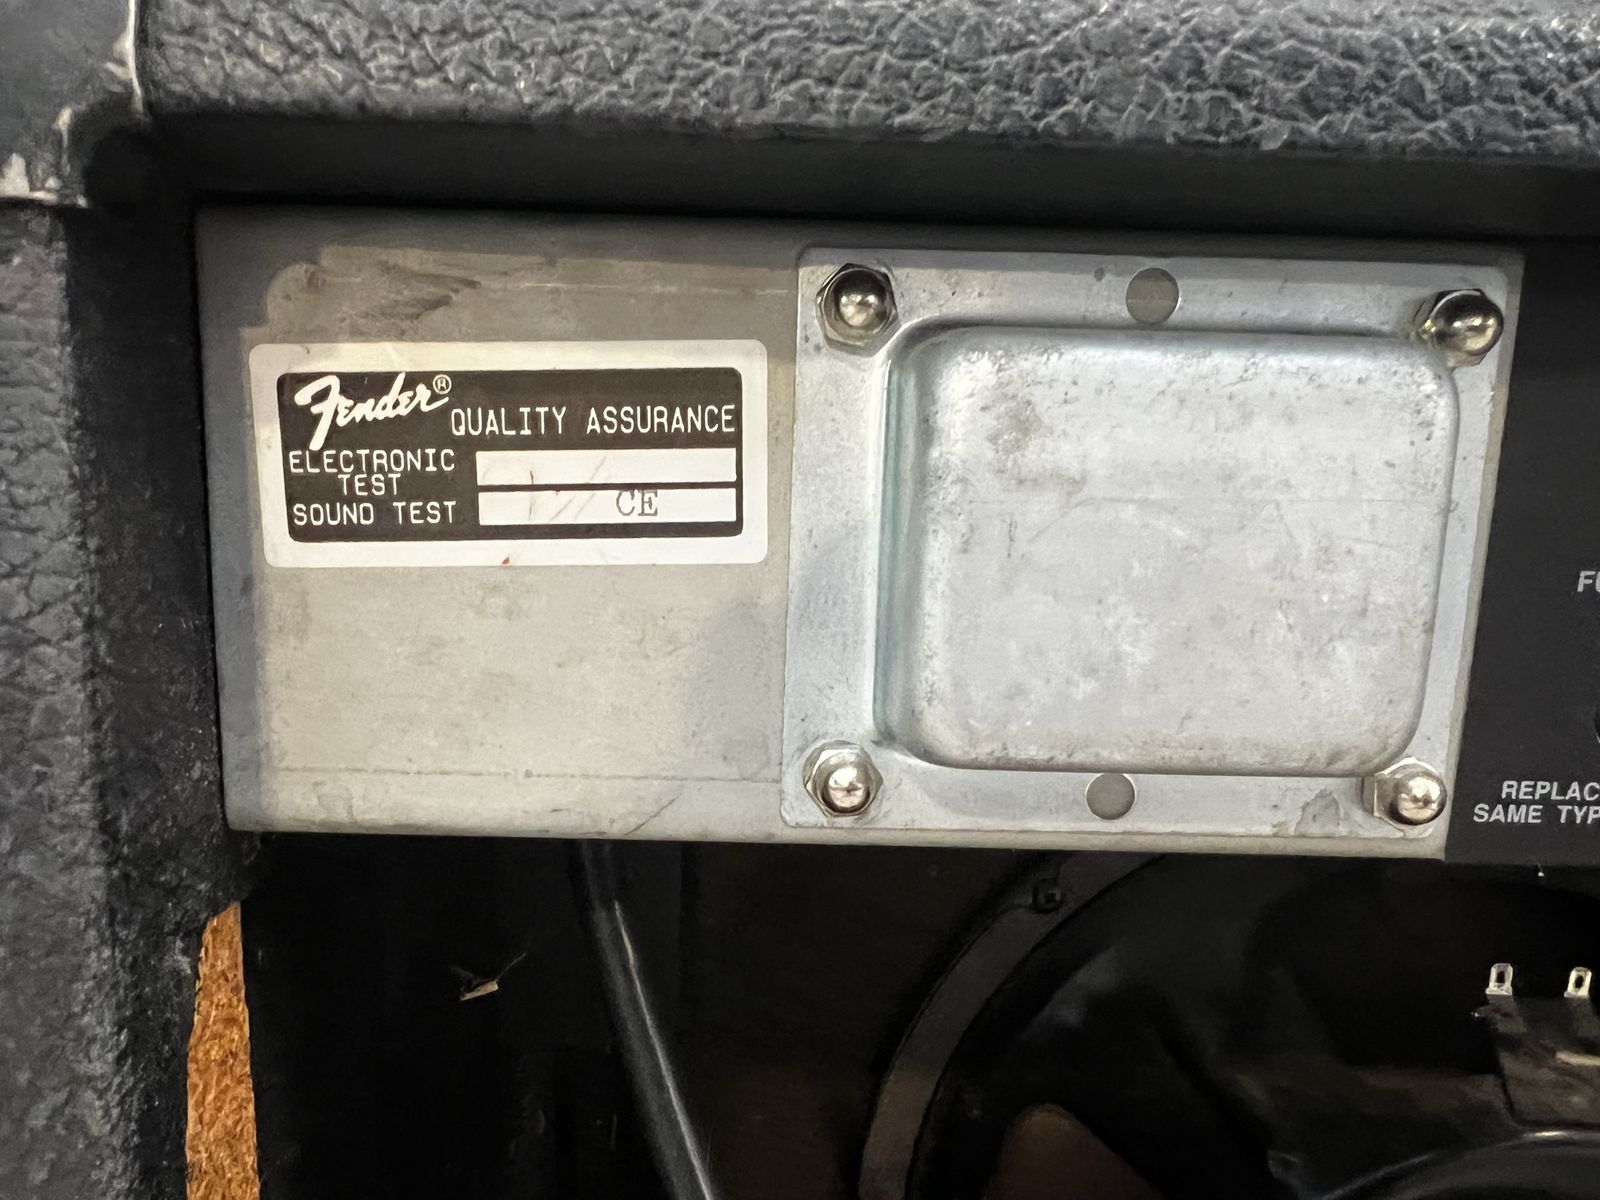 Fender®
QUALITY ASSURANCE
ELECTRONIC
TEST
SOUND TEST CE
REPLAC
SAME TYP